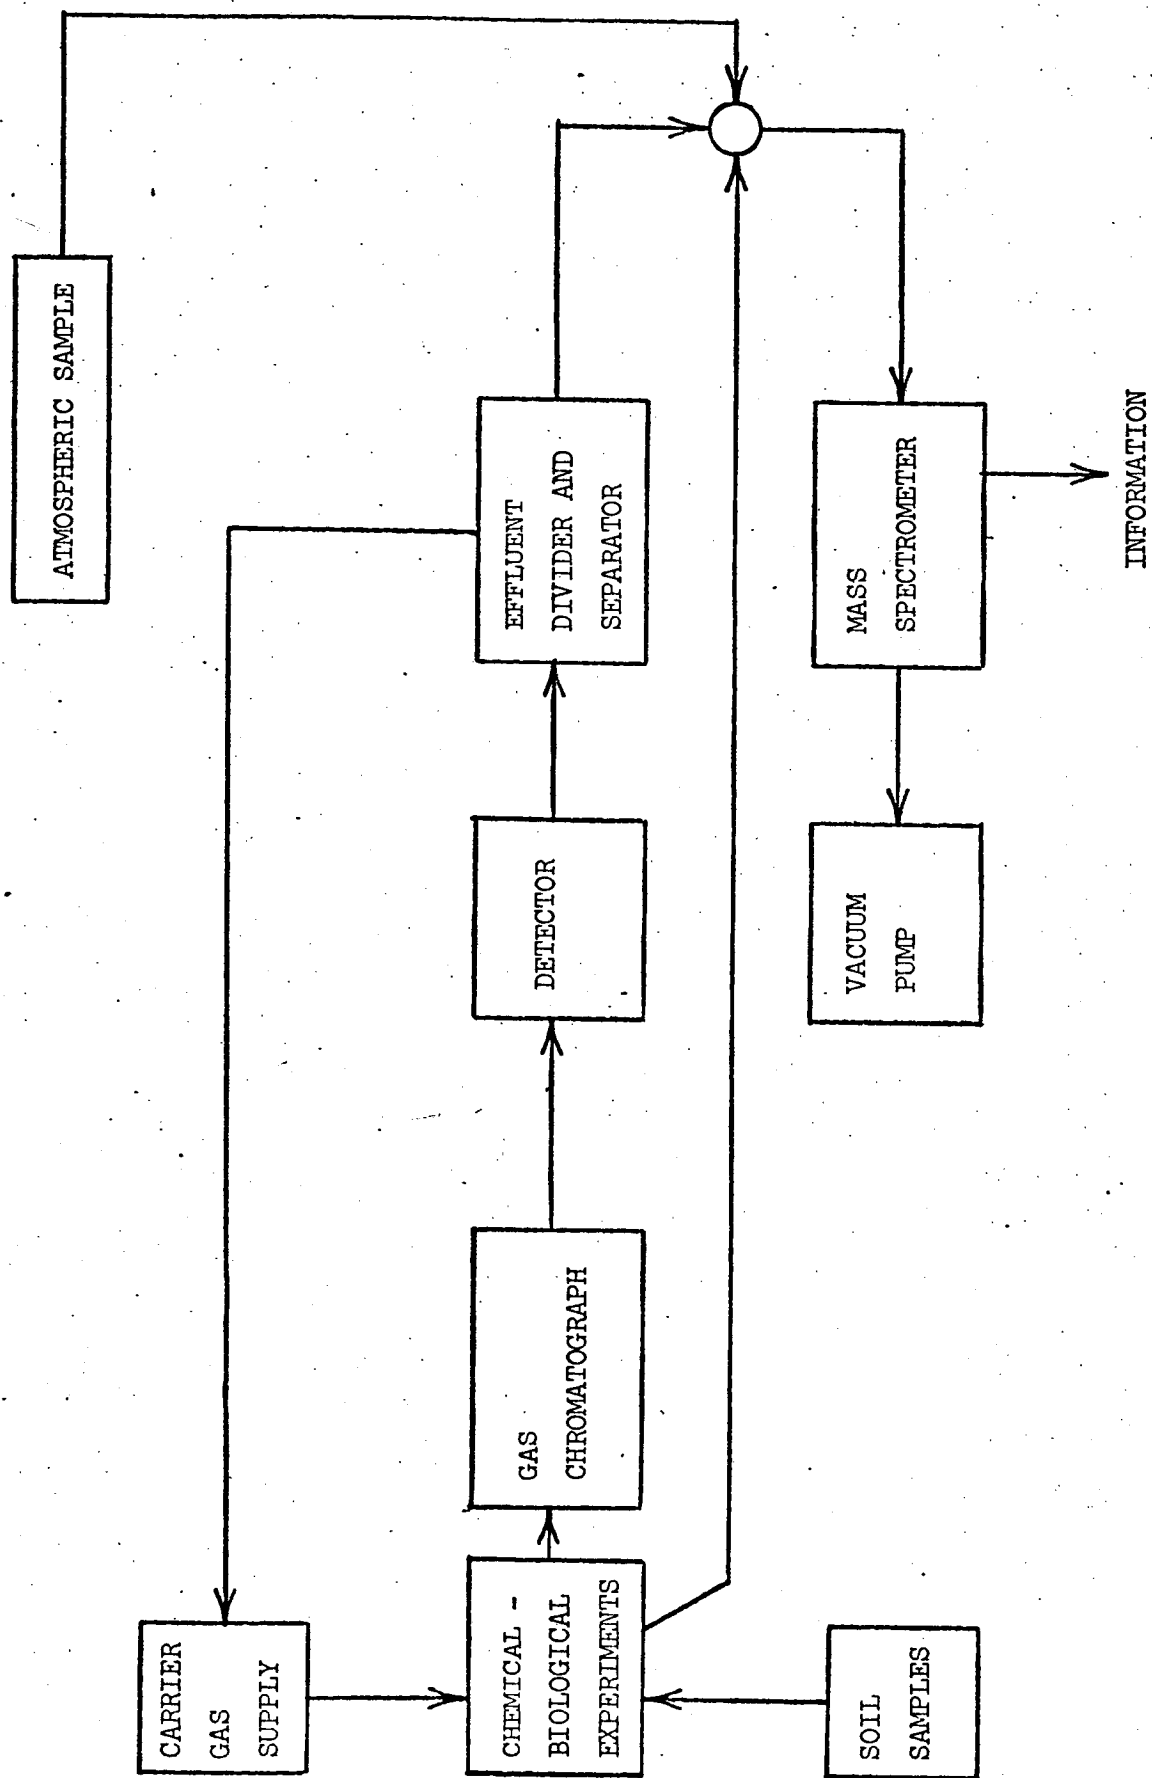 ATMOSPHERIC SAMPLE
CARRIER
GAS
SUPPLY
CHEMICAL -
BIOLOGICAL
EXPERIMENTS
GAS
CHROMATOGRAPH
DETECTOR
EFFLUENT
DIVIDER AND
SEPARATOR
SOIL
SAMPLES
VACUUM
PUMP
MASS
SPECTROMETER
INFORMATION